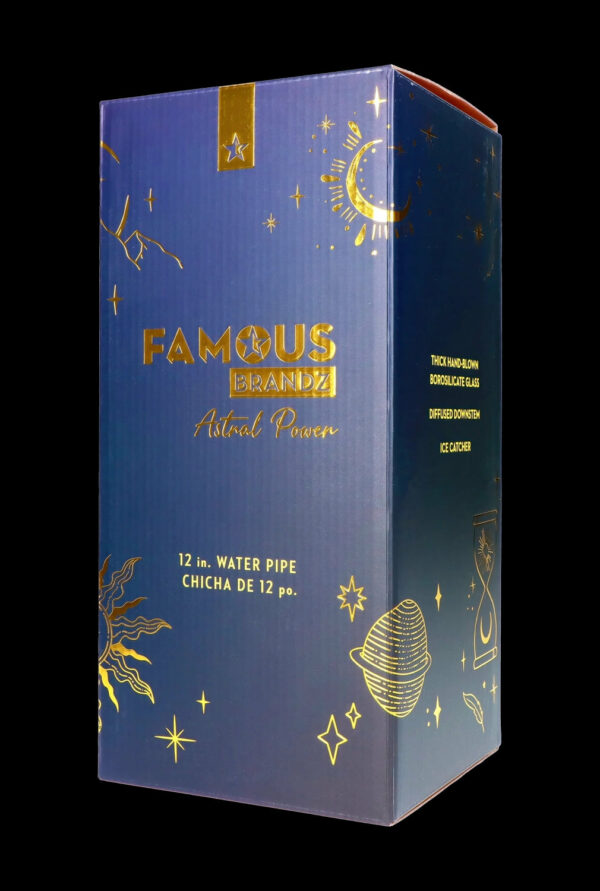 FAMOUS
BRANDZ
Astral Power
12 in. WATER PIPE
CHICHA DE 12 po.
THICK HAND-BLOWN
BOROSILICATE GLASS
DIFFUSED DOWNSTEM
ICE CATCHER